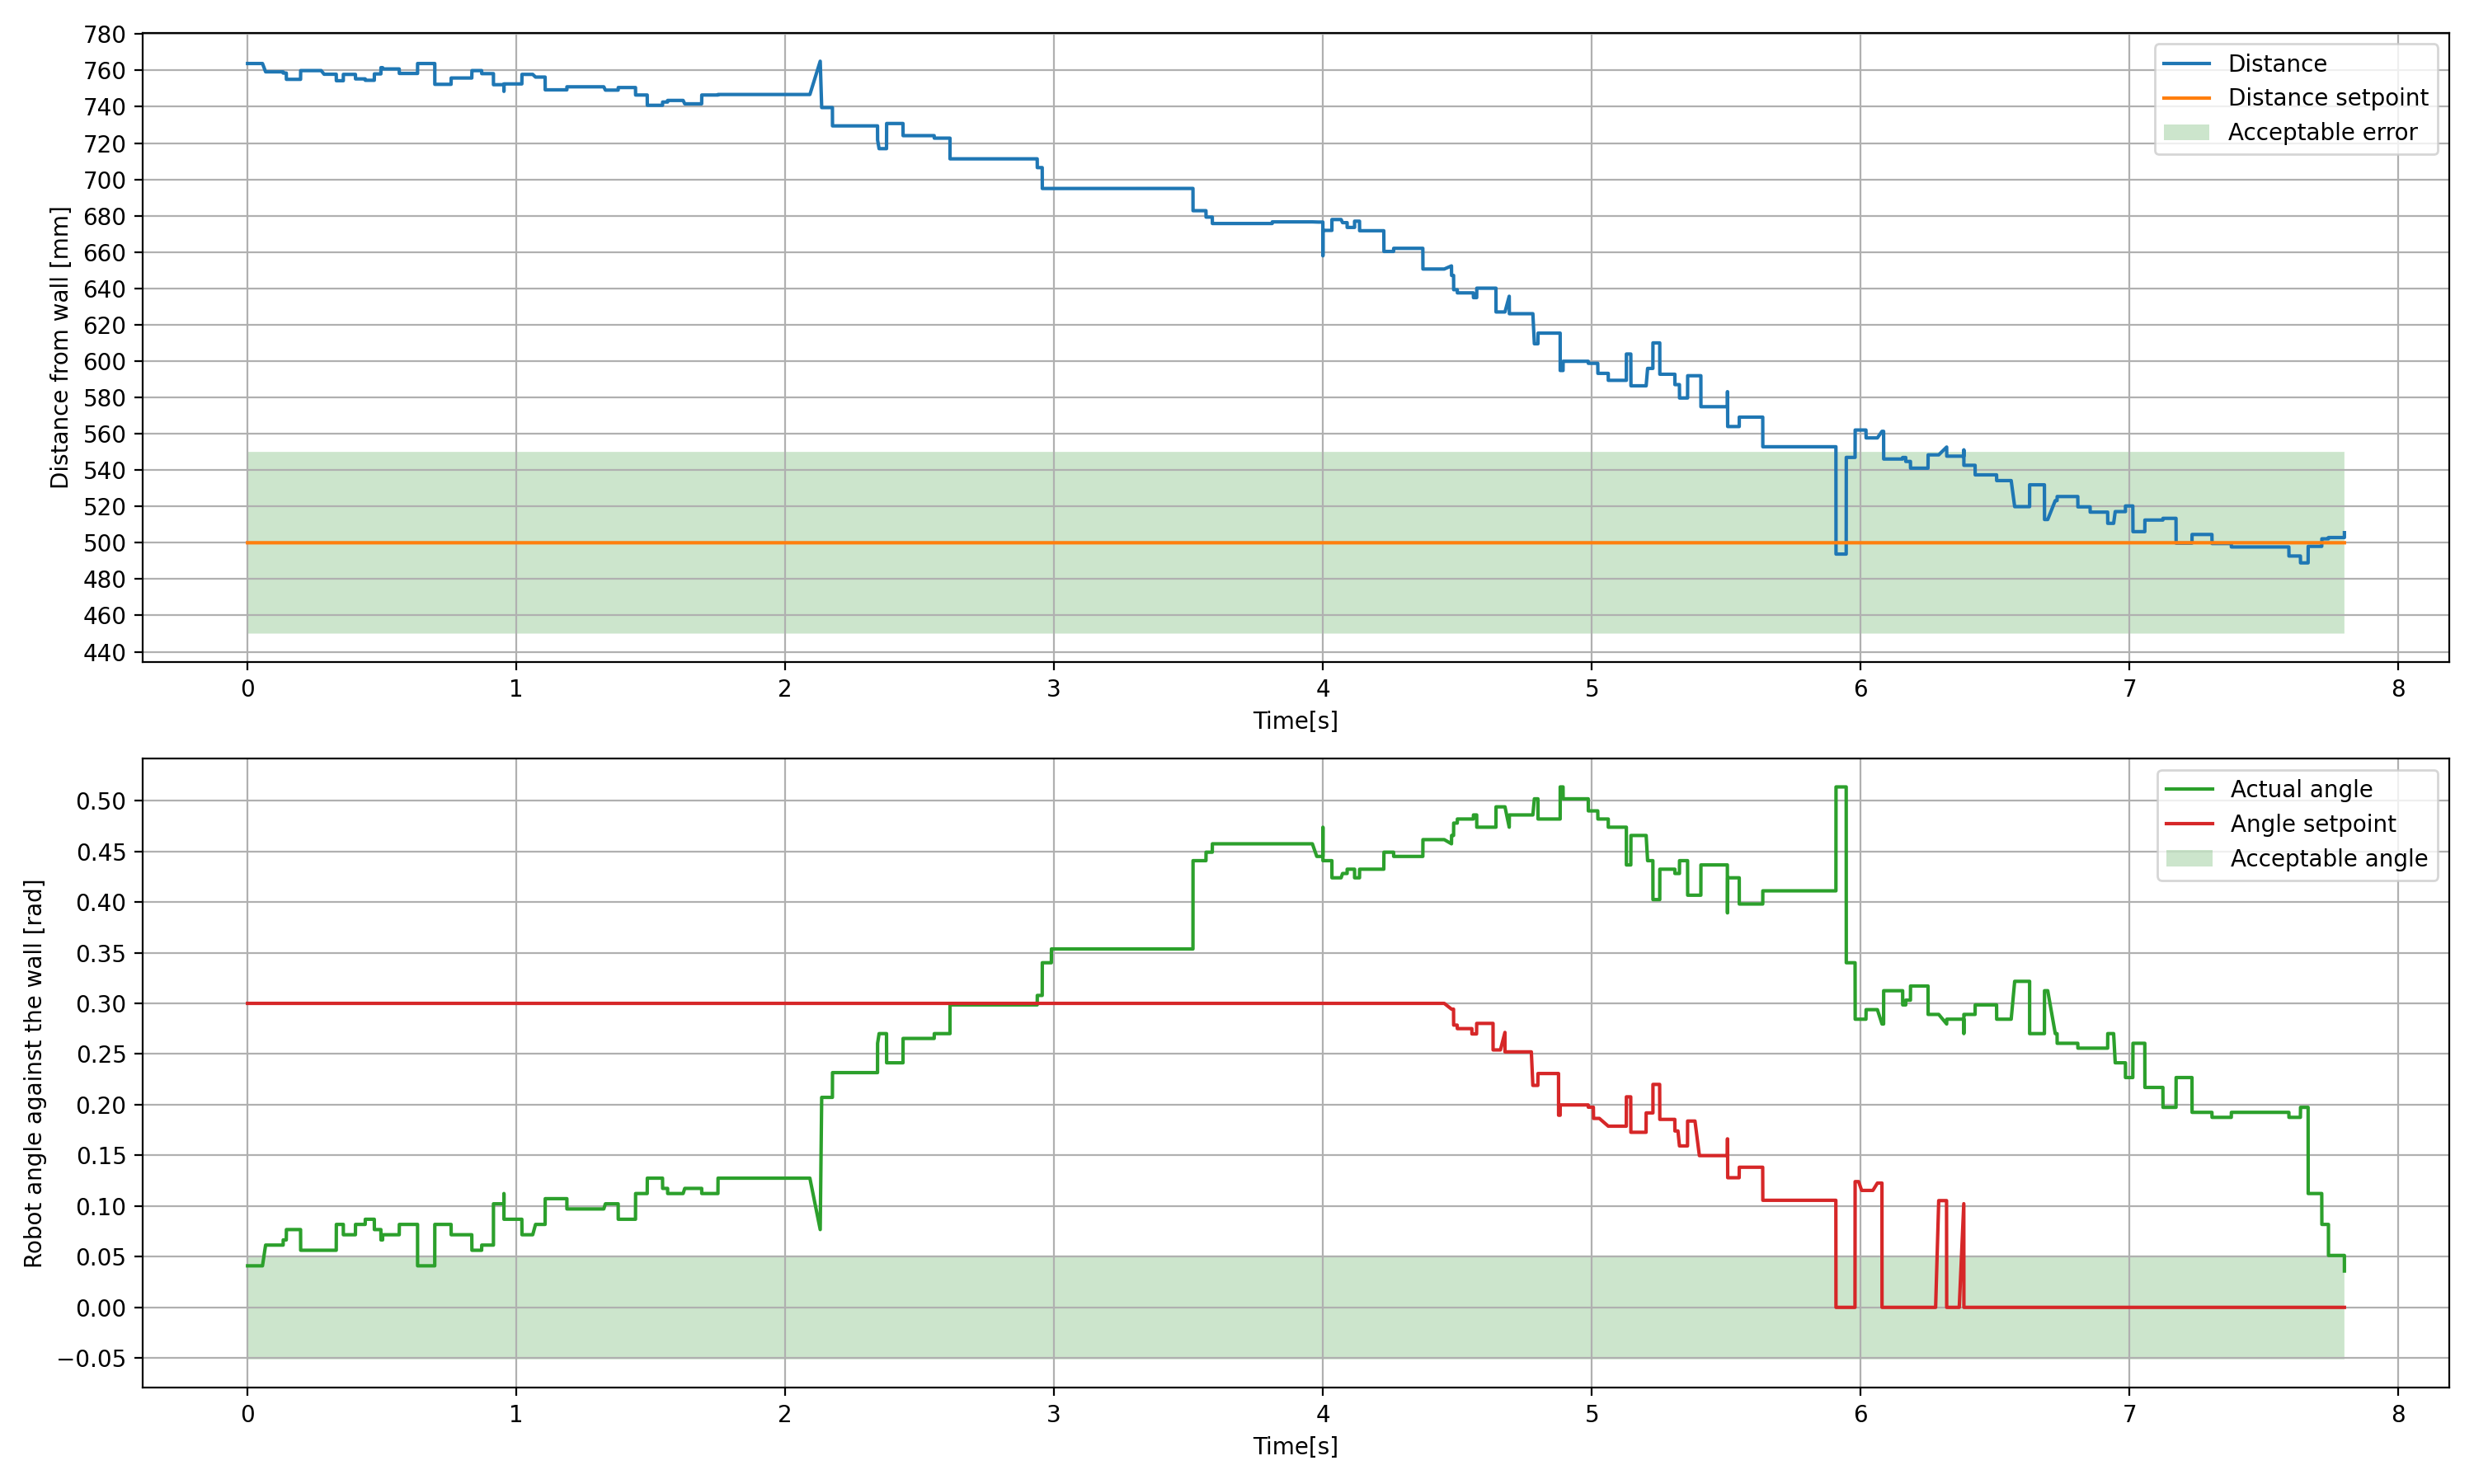 780
760
740
720
700
680
660
640
620
600
580
560
540
520
500
480
460
440
Distance from wall [mm]
Distance
Distance setpoint
Acceptable error
0 1 2 3 4 5 6 7 8
Time[s]
0.50
0.45
0.40
0.35
0.30
0.25
0.20
0.15
0.10
0.05
0.00
−0.05
Robot angle against the wall [rad]
Actual angle
Angle setpoint
Acceptable angle
0 1 2 3 4 5 6 7 8
Time[s]